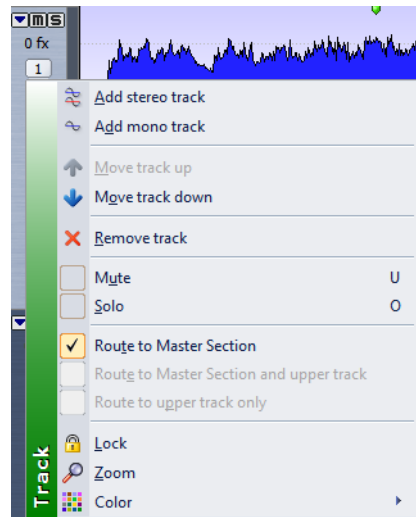 m s
0 fx
1
Add stereo track
Add mono track
Move track up
Move track down
Remove track
Mute U
Solo O
Route to Master Section
Route to Master Section and upper track
Route to upper track only
Lock
Zoom
Color
Track